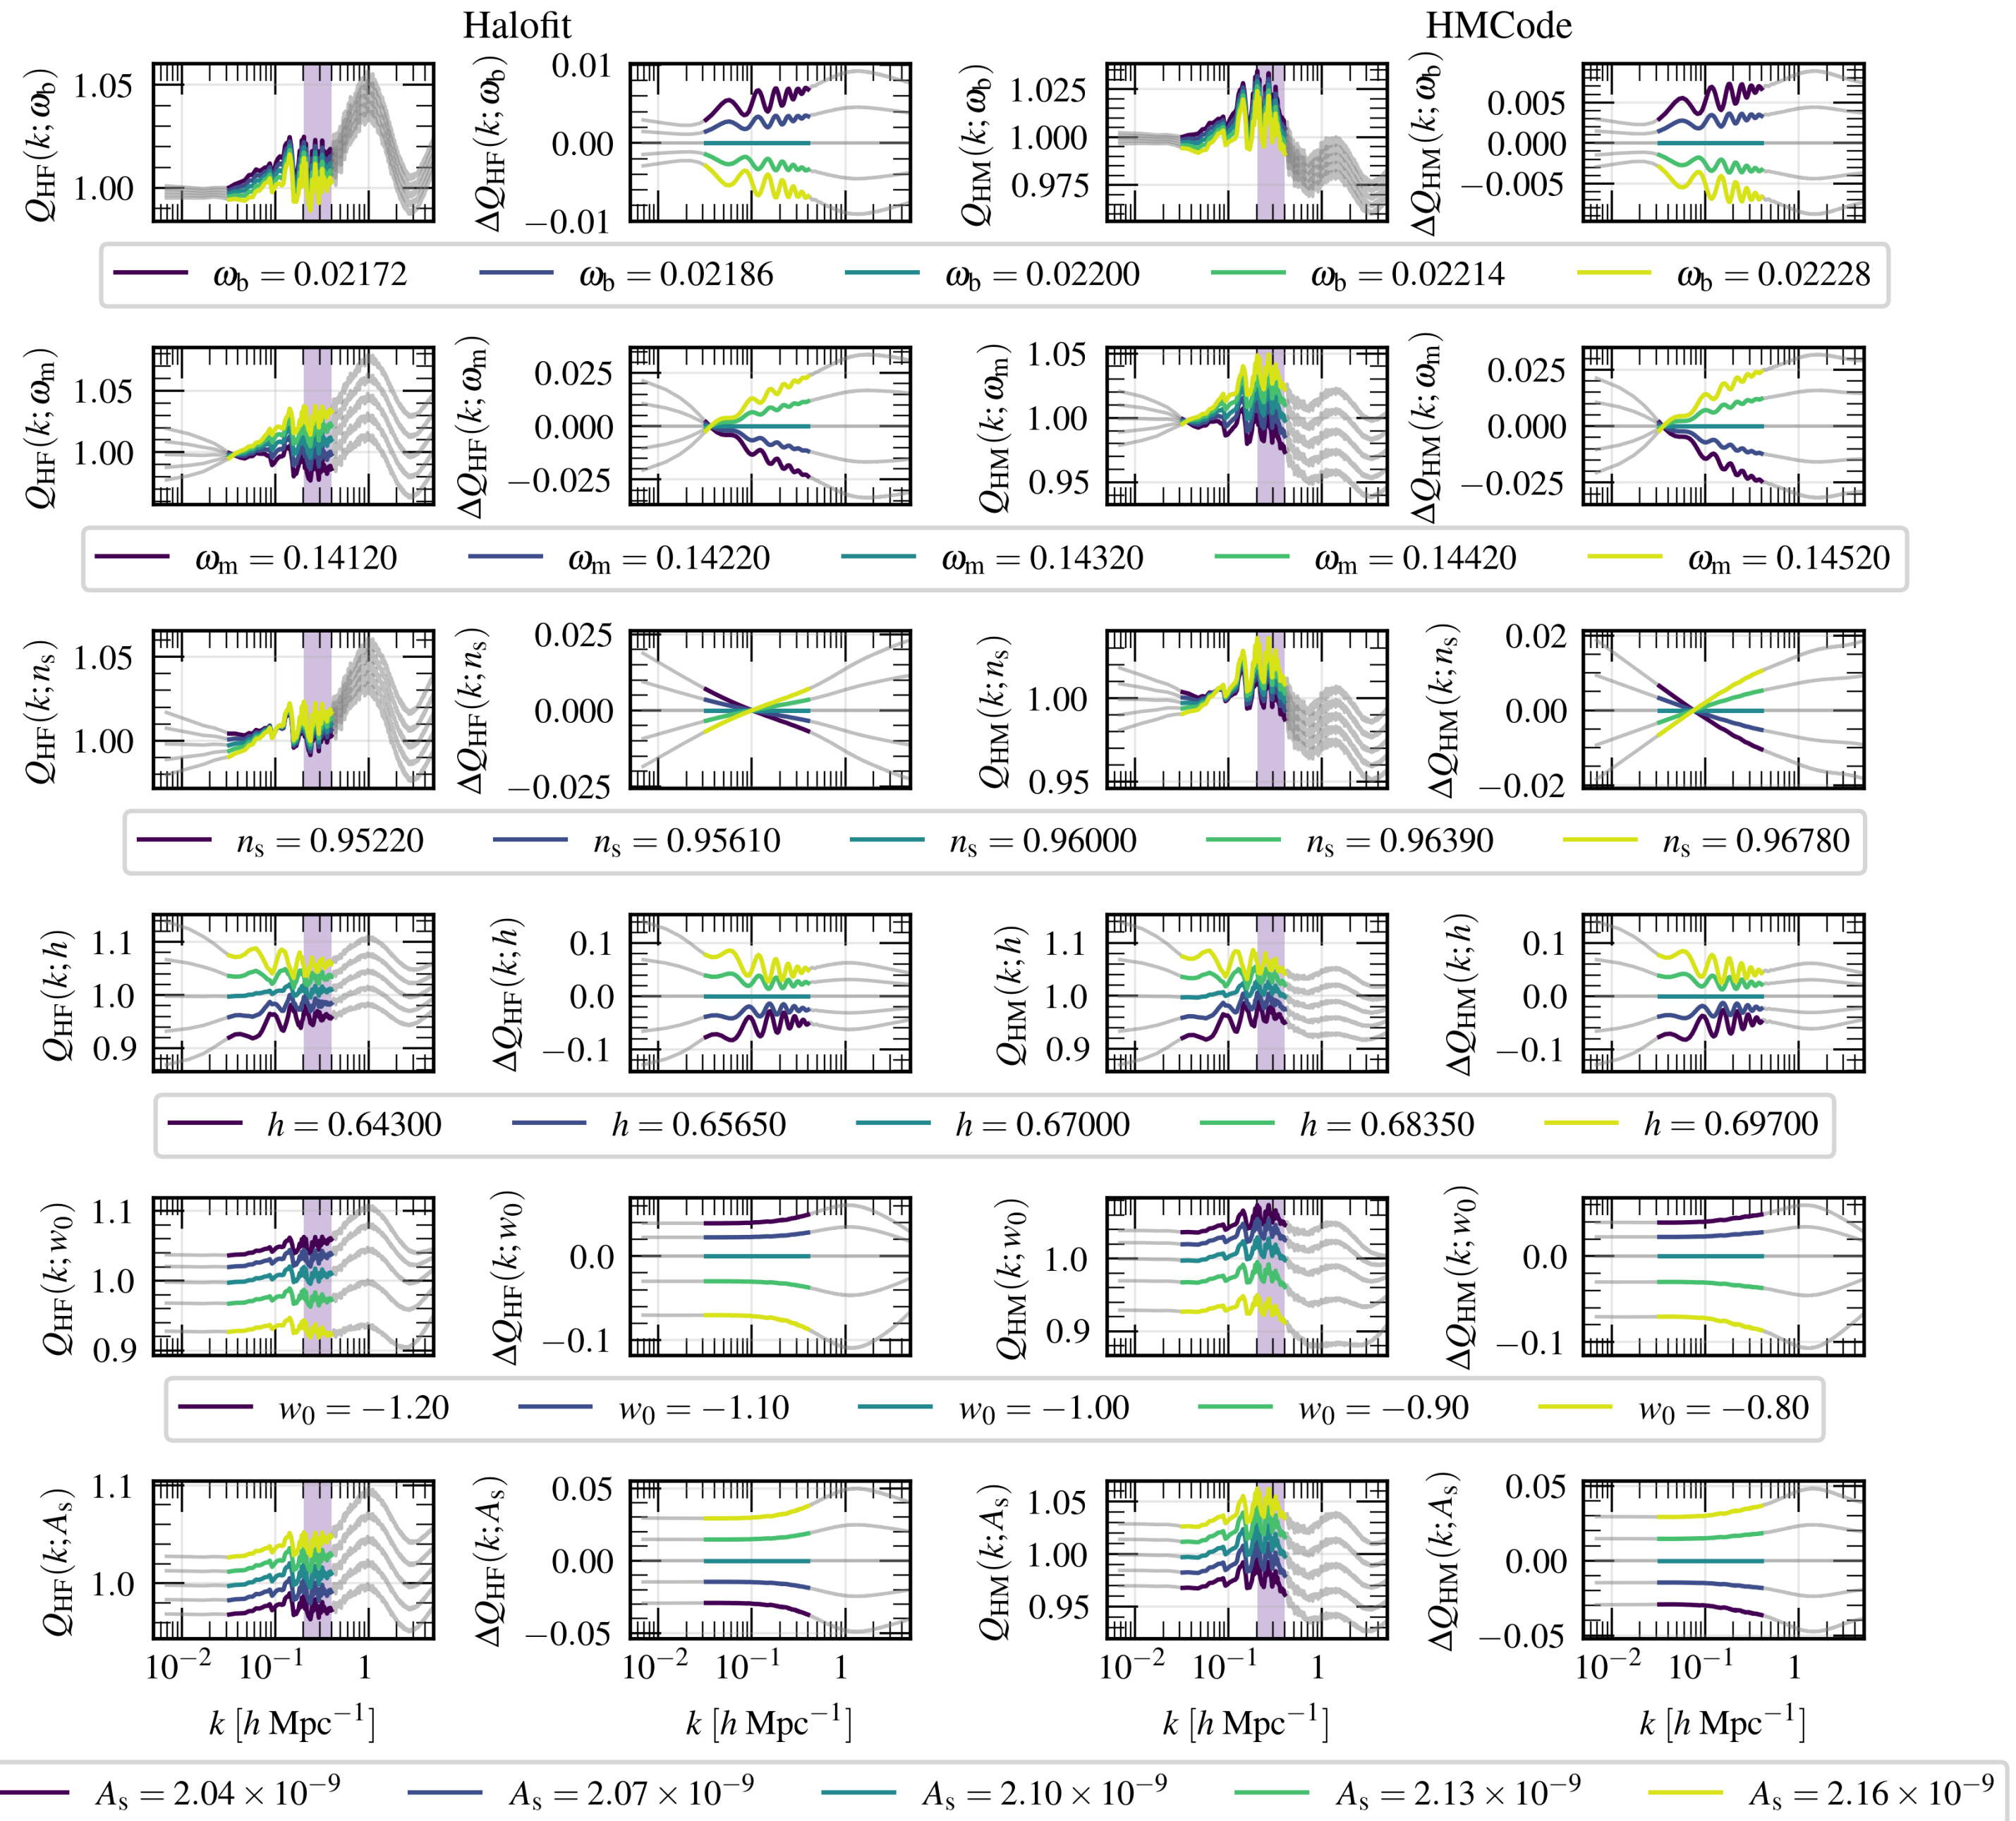 Halofit HMCode
Q_HF(k; ω_b) 1.05 1.00
ΔQ_HF(k; ω_b) 0.01 0.00 −0.01
Q_HM(k; ω_b) 1.025 1.000 0.975
ΔQ_HM(k; ω_b) 0.005 0.000 −0.005
ω_b = 0.02172 ω_b = 0.02186 ω_b = 0.02200 ω_b = 0.02214 ω_b = 0.02228
Q_HF(k; ω_m) 1.05 1.00
ΔQ_HF(k; ω_m) 0.025 0.000 −0.025
Q_HM(k; ω_m) 1.05 1.00 0.95
ΔQ_HM(k; ω_m) 0.025 0.000 −0.025
ω_m = 0.14120 ω_m = 0.14220 ω_m = 0.14320 ω_m = 0.14420 ω_m = 0.14520
Q_HF(k; n_s) 1.05 1.00
ΔQ_HF(k; n_s) 0.025 0.000 −0.025
Q_HM(k; n_s) 1.00 0.95
ΔQ_HM(k; n_s) 0.02 0.00 −0.02
n_s = 0.95220 n_s = 0.95610 n_s = 0.96000 n_s = 0.96390 n_s = 0.96780
Q_HF(k; h) 1.1 1.0 0.9
ΔQ_HF(k; h) 0.1 0.0 −0.1
Q_HM(k; h) 1.1 1.0 0.9
ΔQ_HM(k; h) 0.1 0.0 −0.1
h = 0.64300 h = 0.65650 h = 0.67000 h = 0.68350 h = 0.69700
Q_HF(k; w_0) 1.1 1.0 0.9
ΔQ_HF(k; w_0) 0.0 −0.1
Q_HM(k; w_0) 1.0 0.9
ΔQ_HM(k; w_0) 0.0 −0.1
w_0 = −1.20 w_0 = −1.10 w_0 = −1.00 w_0 = −0.90 w_0 = −0.80
Q_HF(k; A_s) 1.1 1.0
ΔQ_HF(k; A_s) 0.05 0.00 −0.05
Q_HM(k; A_s) 1.05 1.00 0.95
ΔQ_HM(k; A_s) 0.05 0.00 −0.05
10⁻² 10⁻¹ 1 10⁻² 10⁻¹ 1 10⁻² 10⁻¹ 1 10⁻² 10⁻¹ 1
k [h Mpc⁻¹] k [h Mpc⁻¹] k [h Mpc⁻¹] k [h Mpc⁻¹]
A_s = 2.04 × 10⁻⁹ A_s = 2.07 × 10⁻⁹ A_s = 2.10 × 10⁻⁹ A_s = 2.13 × 10⁻⁹ A_s = 2.16 × 10⁻⁹